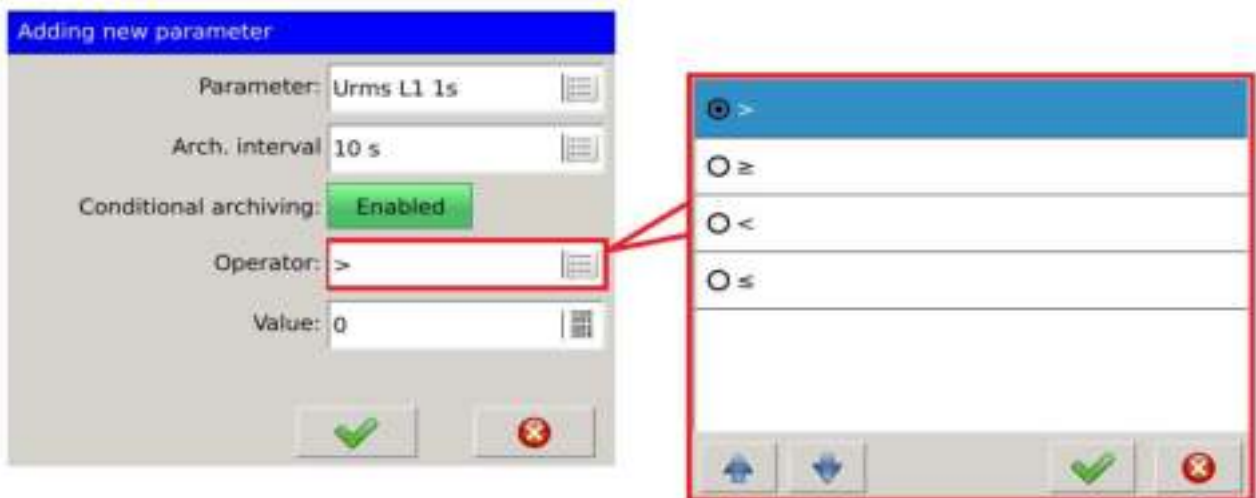 Adding new parameter
Parameter: Urms L1 1s
Arch. interval 10 s
Conditional archiving: Enabled
Operator: >
Value: 0
>
≥
<
≤